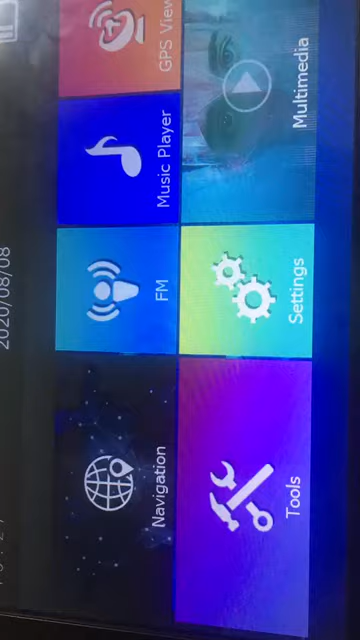 2020/08/08
Navigation
FM
Music Player
GPS View
Tools
Settings
Multimedia